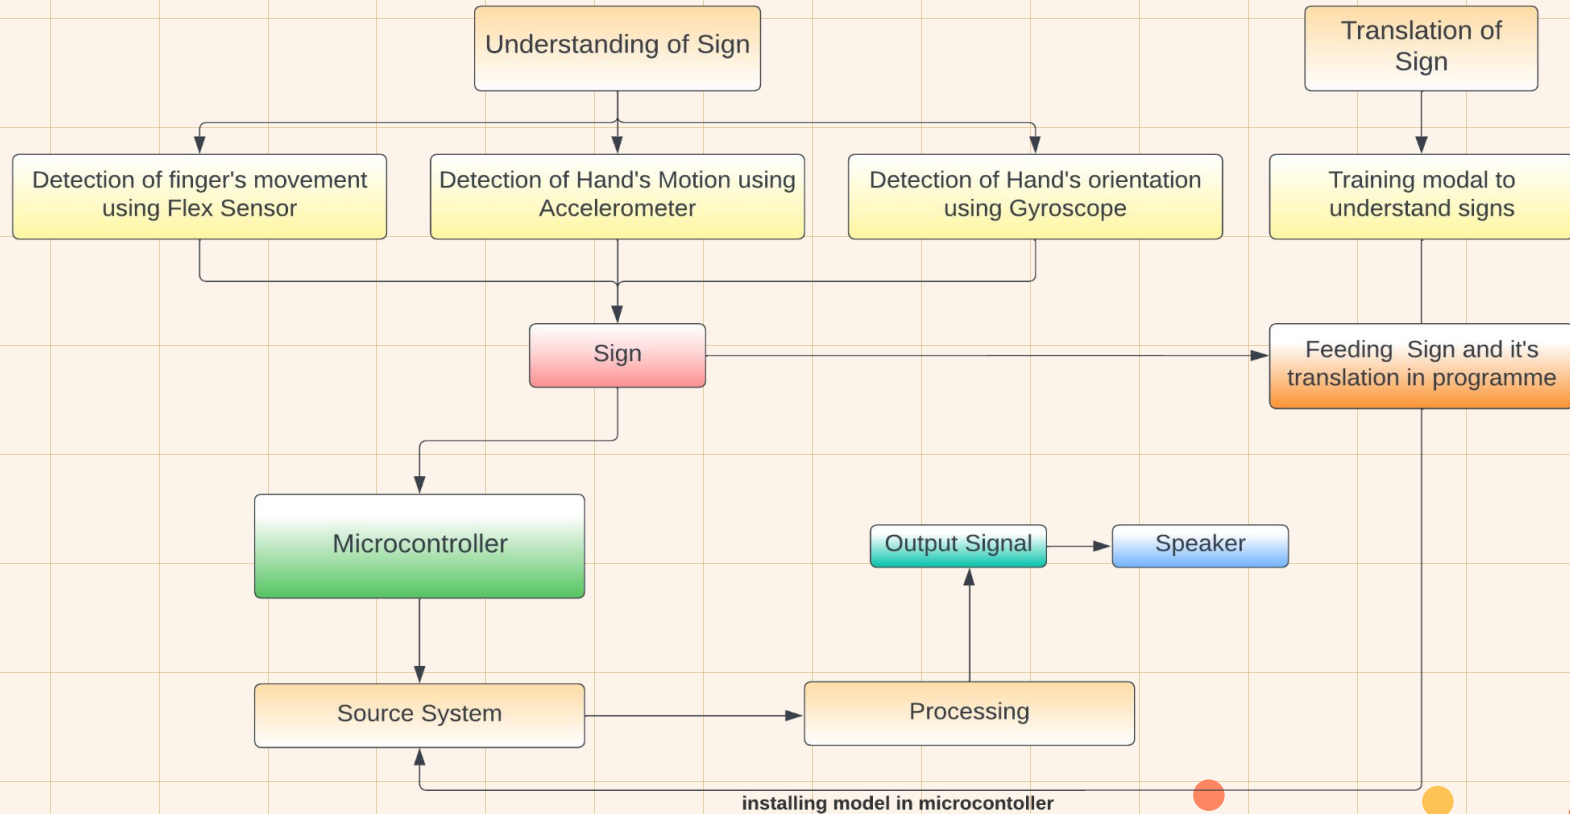 Understanding of Sign
Translation of
Sign
Detection of finger's movement
using Flex Sensor
Detection of Hand's Motion using
Accelerometer
Detection of Hand's orientation
using Gyroscope
Training modal to
understand signs
Sign
Feeding  Sign and it's
translation in programme
Microcontroller
Output Signal
Speaker
Source System
Processing
installing model in microcontoller